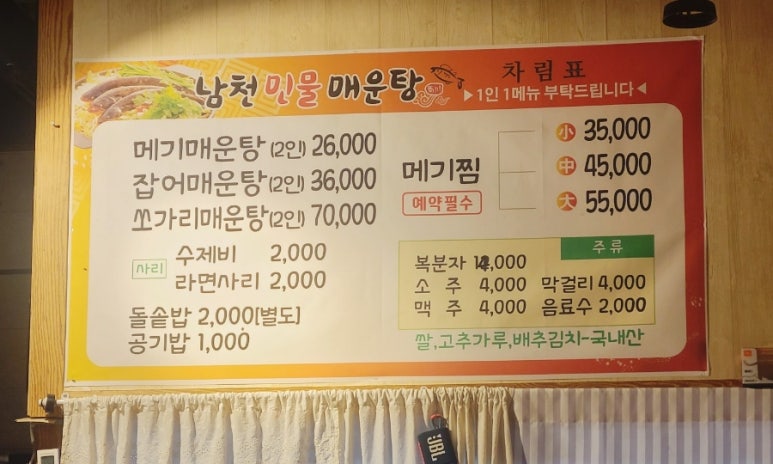 남천 민물 매운탕
차림표
▶1인 1메뉴 부탁드립니다◀
메기매운탕(2인) 26,000
잡어매운탕(2인) 36,000
쏘가리매운탕(2인) 70,000
사리
수제비 2,000
라면사리 2,000
돌솥밥 2,000[별도]
공기밥 1,000
메기찜
예약필수
小 35,000
中 45,000
大 55,000
주류
복분자
소주 4,000 막걸리 4,000
맥주 4,000 음료수 2,000
쌀,고추가루,배추김치-국내산
JBL